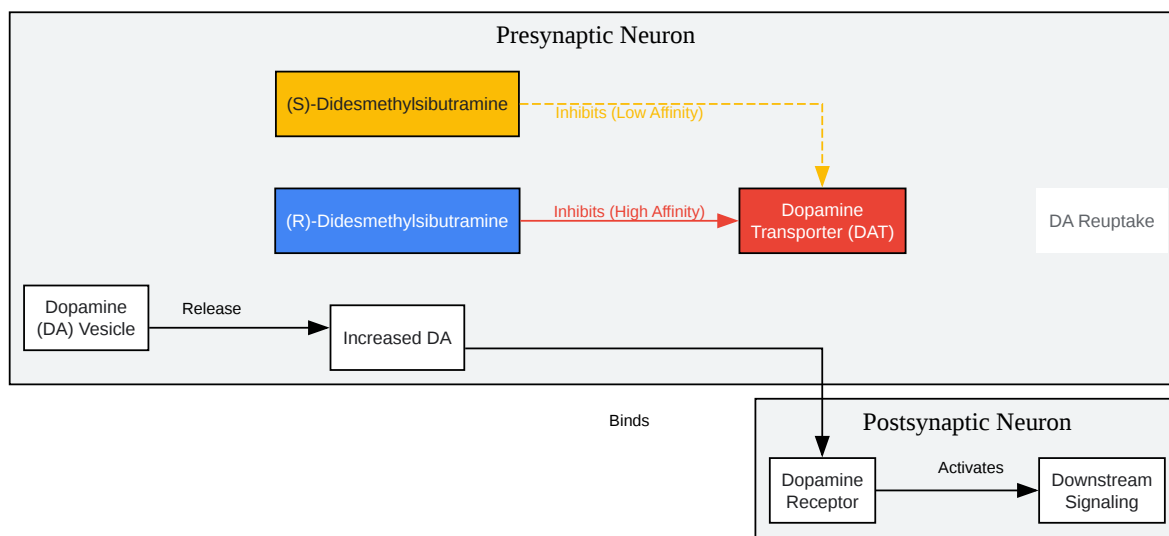 Presynaptic Neuron
(S)-Didesmethylsibutramine
Inhibits (Low Affinity)
(R)-Didesmethylsibutramine
Inhibits (High Affinity)
Dopamine
Transporter (DAT)
DA Reuptake
Dopamine
(DA) Vesicle
Release
Increased DA
Binds
Postsynaptic Neuron
Dopamine
Receptor
Activates
Downstream
Signaling